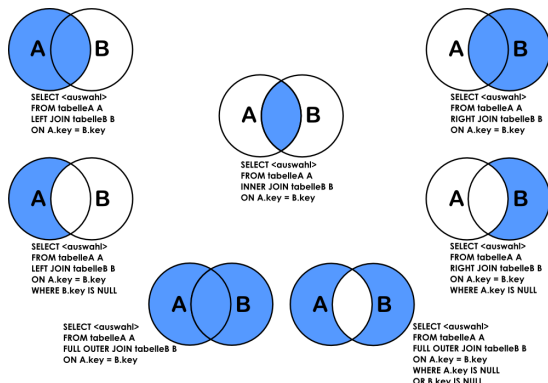 A B
SELECT <auswahl>
FROM tabelleA A
LEFT JOIN tabelleB B
ON A.key = B.key
A B
SELECT <auswahl>
FROM tabelleA A
RIGHT JOIN tabelleB B
ON A.key = B.key
A B
SELECT <auswahl>
FROM tabelleA A
INNER JOIN tabelleB B
ON A.key = B.key
A B
SELECT <auswahl>
FROM tabelleA A
LEFT JOIN tabelleB B
ON A.key = B.key
WHERE B.key IS NULL
A B
SELECT <auswahl>
FROM tabelleA A
RIGHT JOIN tabelleB B
ON A.key = B.key
WHERE A.key IS NULL
A B
SELECT <auswahl>
FROM tabelleA A
FULL OUTER JOIN tabelleB B
ON A.key = B.key
A B
SELECT <auswahl>
FROM tabelleA A
FULL OUTER JOIN tabelleB B
ON A.key = B.key
WHERE A.key IS NULL
OR B.key IS NULL